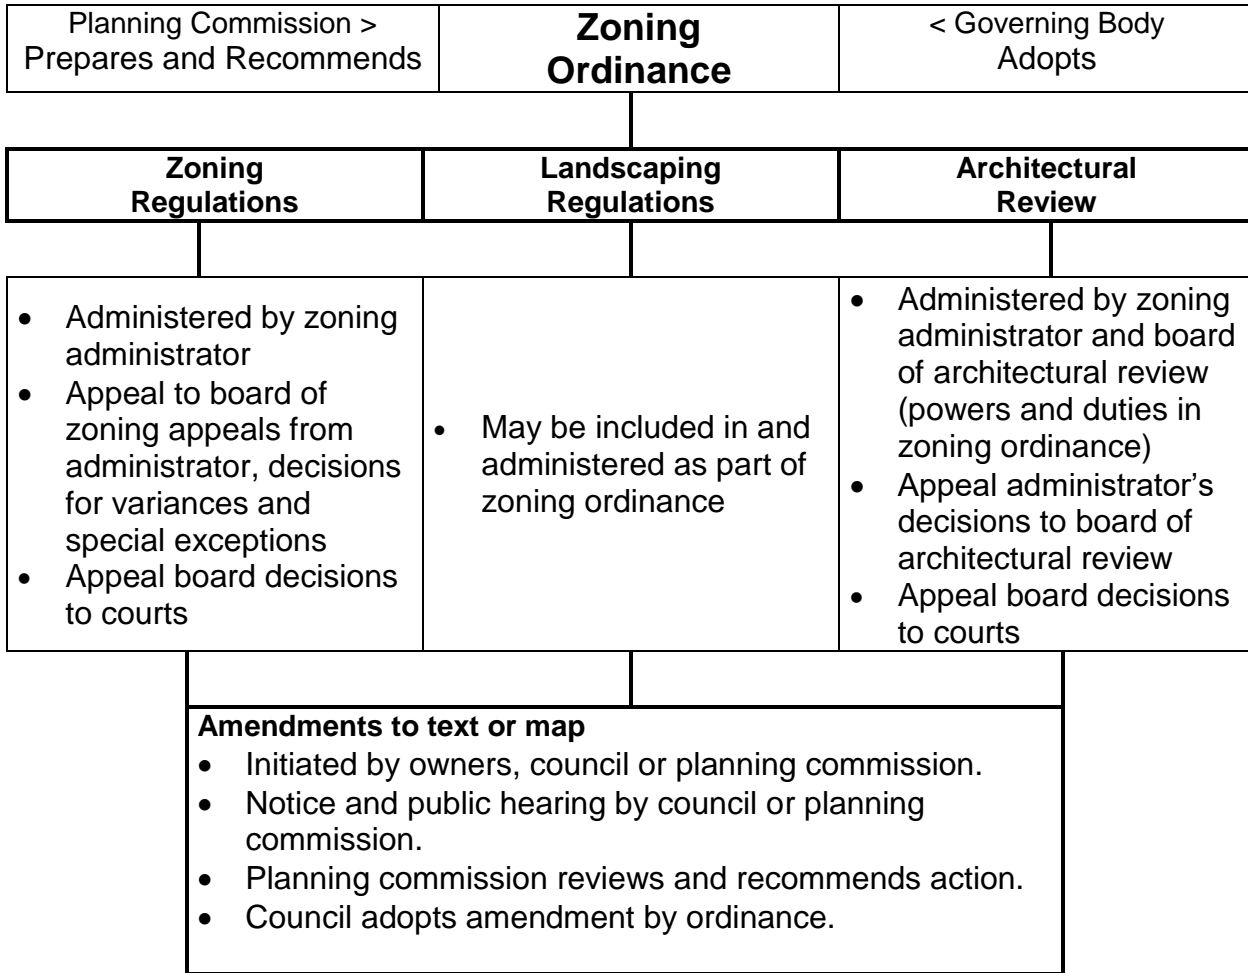 Planning Commission >
Prepares and Recommends
Zoning
Ordinance
< Governing Body
Adopts
Zoning
Regulations
Landscaping
Regulations
Architectural
Review
• Administered by zoning
administrator
• Appeal to board of
zoning appeals from
administrator, decisions
for variances and
special exceptions
• Appeal board decisions
to courts
• May be included in and
administered as part of
zoning ordinance
• Administered by zoning
administrator and board
of architectural review
(powers and duties in
zoning ordinance)
• Appeal administrator’s
decisions to board of
architectural review
• Appeal board decisions
to courts
Amendments to text or map
• Initiated by owners, council or planning commission.
• Notice and public hearing by council or planning
commission.
• Planning commission reviews and recommends action.
• Council adopts amendment by ordinance.